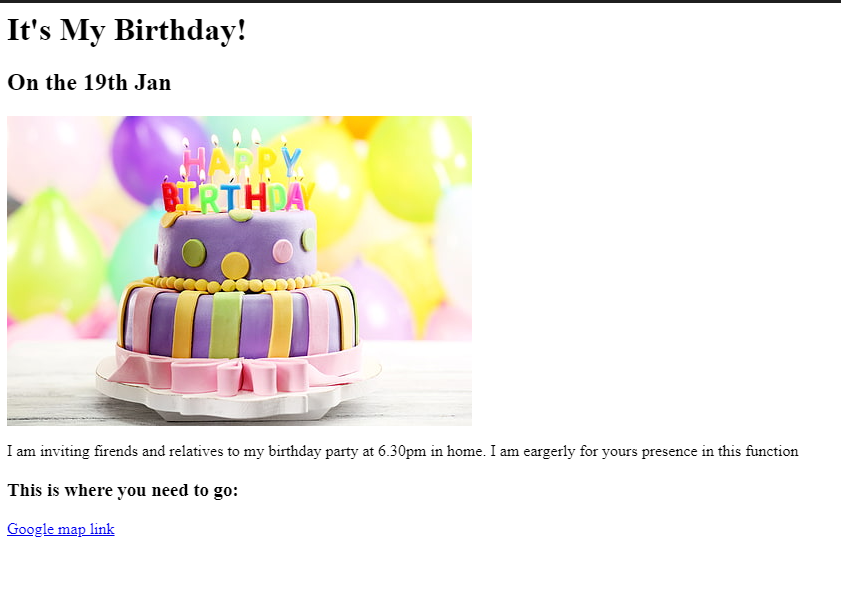 It's My Birthday!
On the 19th Jan
HAPPY
BIRTHDAY
I am inviting firends and relatives to my birthday party at 6.30pm in home. I am eargerly for yours presence in this function
This is where you need to go:
Google map link